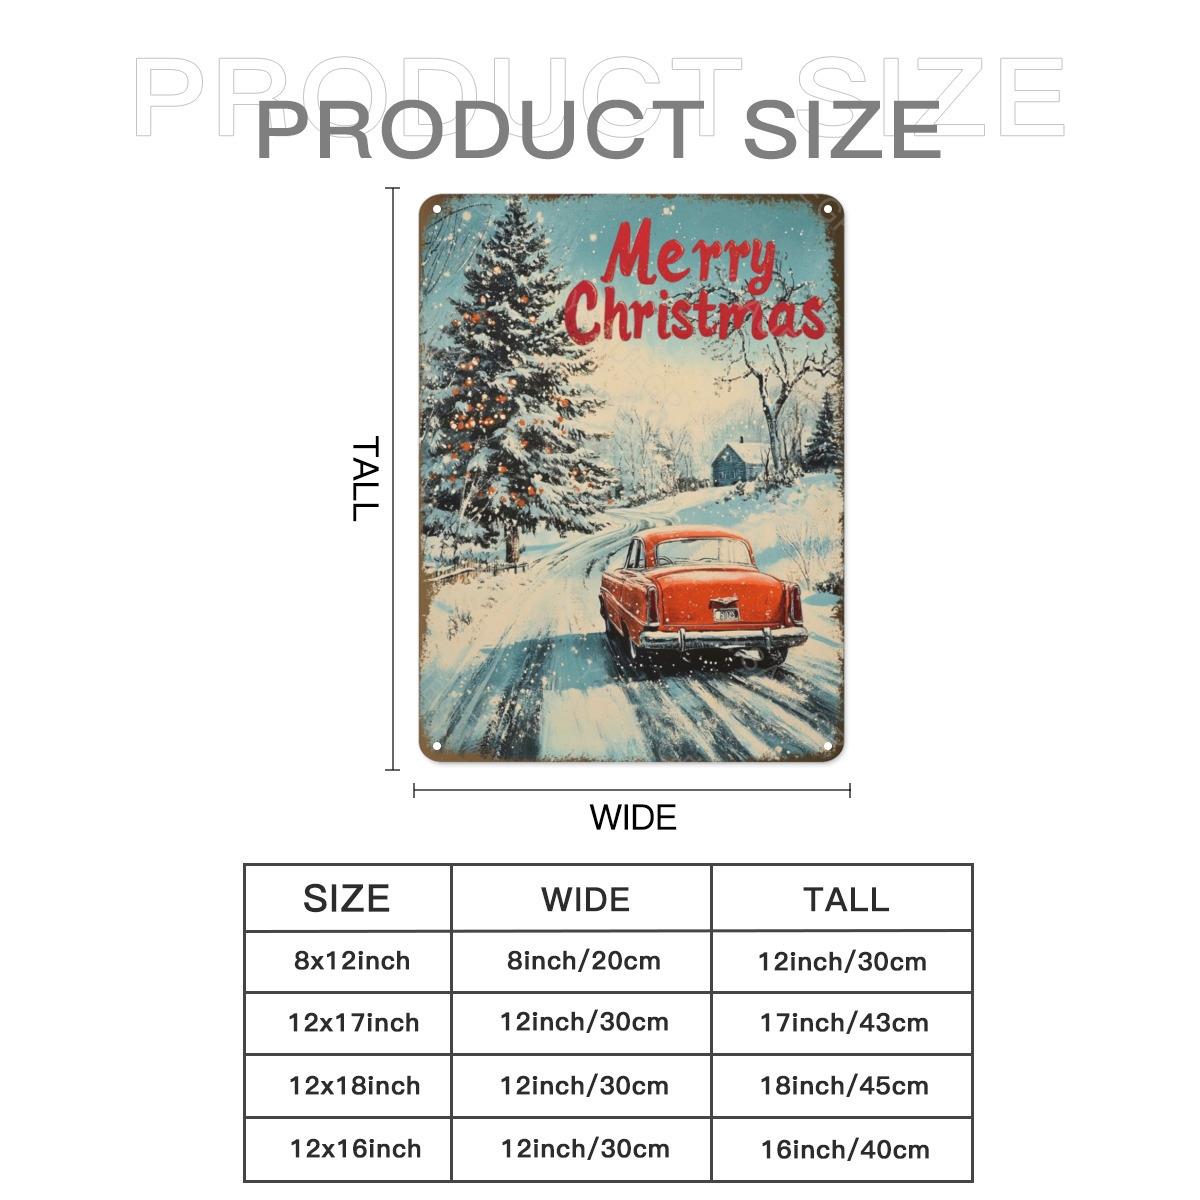 PRODUCT SIZE
PRODUCT SIZE
Merry
Christmas
TALL
WIDE
SIZE WIDE TALL
8x12inch 8inch/20cm 12inch/30cm
12x17inch 12inch/30cm 17inch/43cm
12x18inch 12inch/30cm 18inch/45cm
12x16inch 12inch/30cm 16inch/40cm